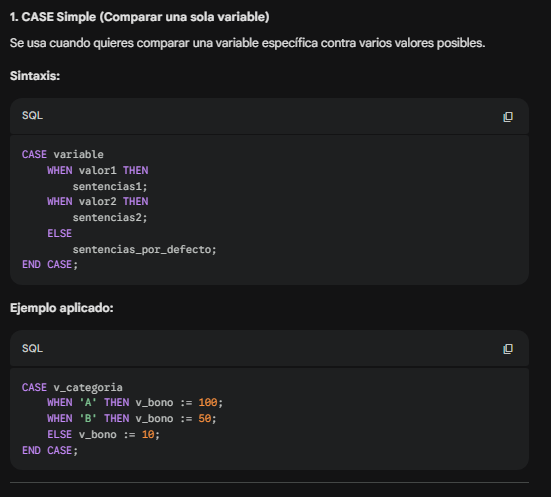 1. CASE Simple (Comparar una sola variable)
Se usa cuando quieres comparar una variable específica contra varios valores posibles.
Sintaxis:
SQL
CASE variable
    WHEN valor1 THEN
        sentencias1;
    WHEN valor2 THEN
        sentencias2;
    ELSE
        sentencias_por_defecto;
END CASE;
Ejemplo aplicado:
SQL
CASE v_categoria
    WHEN 'A' THEN v_bono := 100;
    WHEN 'B' THEN v_bono := 50;
    ELSE v_bono := 10;
END CASE;